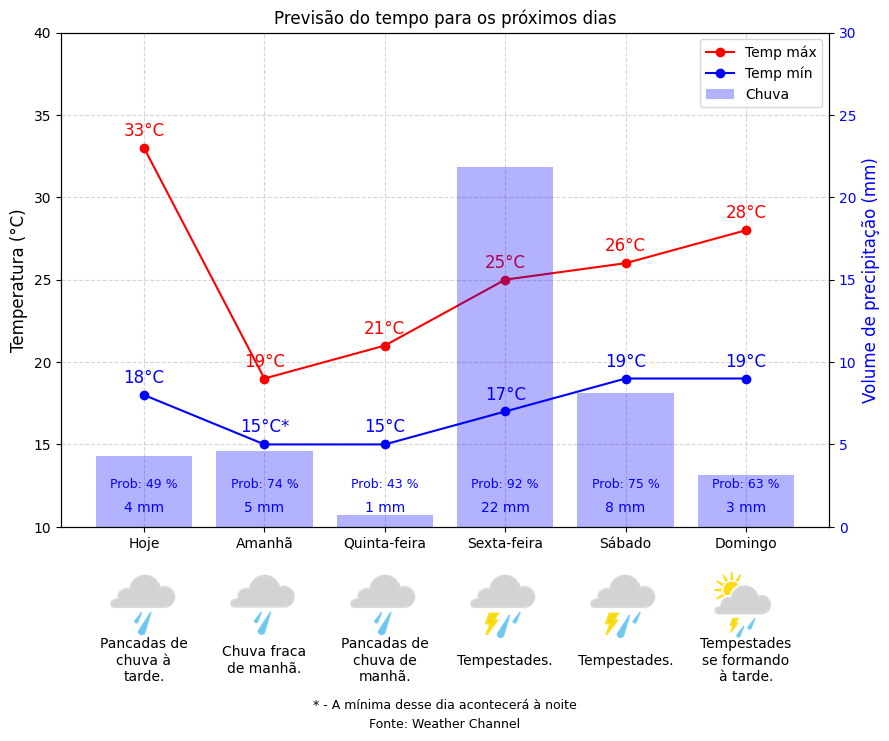 Previsão do tempo para os próximos dias
Temperatura (°C)
Volume de precipitação (mm)
40
35
30
25
20
15
10
30
25
20
15
10
5
0
Temp máx
Temp mín
Chuva
33°C
19°C
21°C
25°C
26°C
28°C
18°C
15°C*
15°C
17°C
19°C
19°C
Prob: 49 %
Prob: 74 %
Prob: 43 %
Prob: 92 %
Prob: 75 %
Prob: 63 %
4 mm
5 mm
1 mm
22 mm
8 mm
3 mm
Hoje
Amanhã
Quinta-feira
Sexta-feira
Sábado
Domingo
Pancadas de
chuva à
tarde.
Chuva fraca
de manhã.
Pancadas de
chuva de
manhã.
Tempestades.
Tempestades.
Tempestades
se formando
à tarde.
* - A mínima desse dia acontecerá à noite
Fonte: Weather Channel